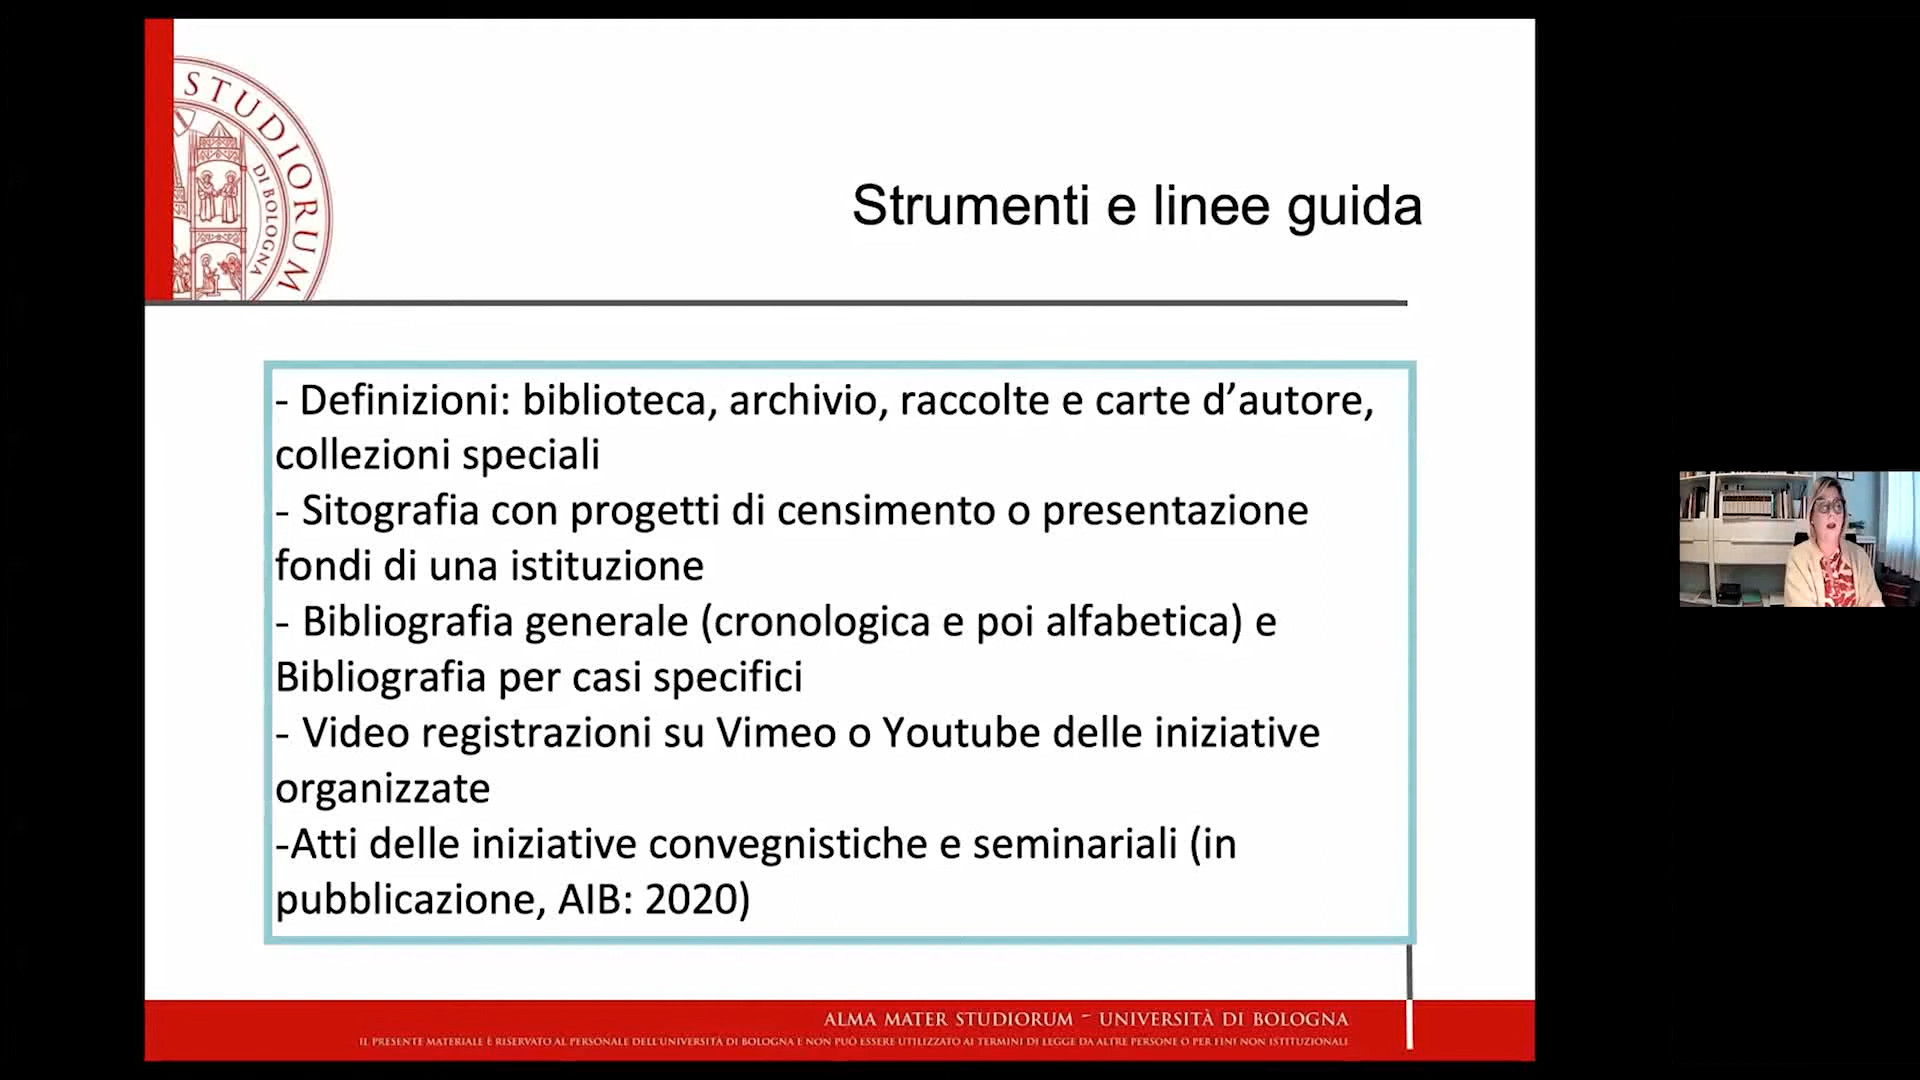 STUDIORUM
DI BOLOGNA
Strumenti e linee guida
- Definizioni: biblioteca, archivio, raccolte e carte d’autore,
collezioni speciali
- Sitografia con progetti di censimento o presentazione
fondi di una istituzione
- Bibliografia generale (cronologica e poi alfabetica) e
Bibliografia per casi specifici
- Video registrazioni su Vimeo o Youtube delle iniziative
organizzate
-Atti delle iniziative convegnistiche e seminariali (in
pubblicazione, AIB: 2020)
ALMA MATER STUDIORUM ~ UNIVERSITÀ DI BOLOGNA
IL PRESENTE MATERIALE È RISERVATO AL PERSONALE DELL’UNIVERSITÀ DI BOLOGNA E NON PUÒ ESSERE UTILIZZATO AI TERMINI DI LEGGE DA ALTRE PERSONE O PER FINI NON ISTITUZIONALI